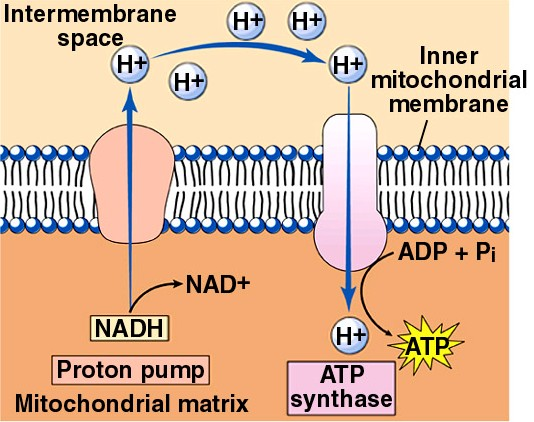 Intermembrane
space
H+
H+
H+
H+
H+
Inner
mitochondrial
membrane
ADP + Pi
NAD+
NADH
H+
ATP
Proton pump
ATP
synthase
Mitochondrial matrix